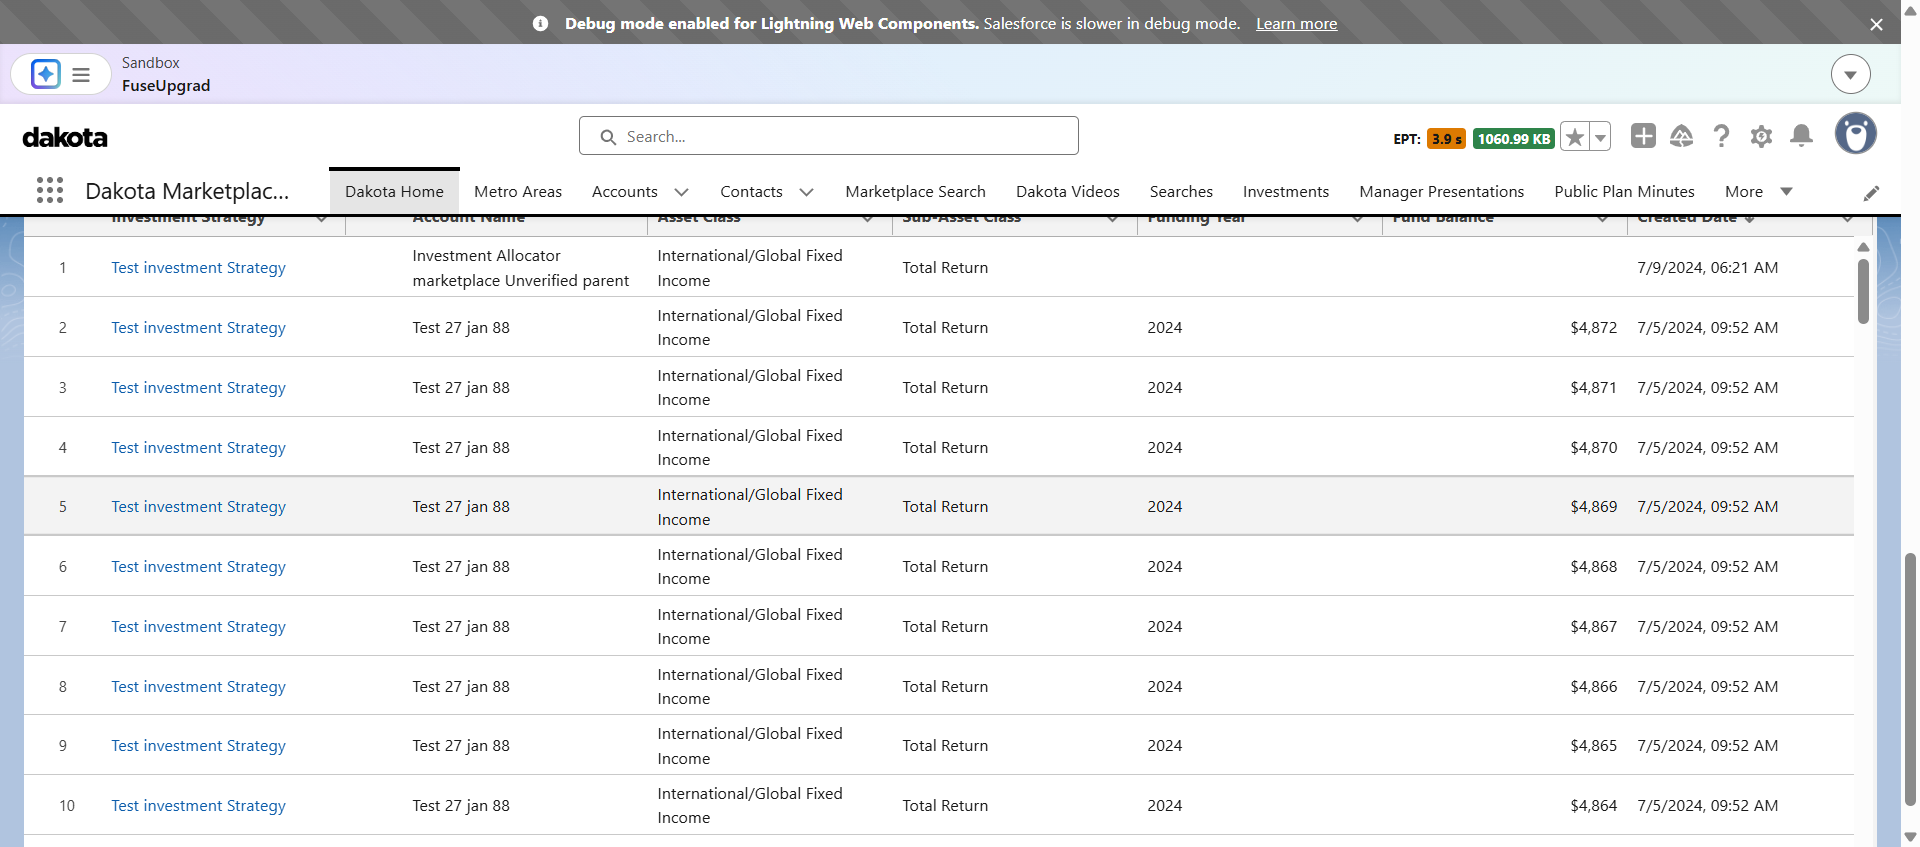 Debug mode enabled for Lightning Web Components. Salesforce is slower in debug mode. Learn more
Sandbox
FuseUpgrad
dakota
Search...
EPT: 3.9 s 1060.99 KB
Dakota Marketplac...
Dakota Home Metro Areas Accounts Contacts Marketplace Search Dakota Videos Searches Investments Manager Presentations Public Plan Minutes More
Investment Strategy Account Name Asset Class Sub-Asset Class Funding Year Fund Balance Created Date
1 Test investment Strategy Investment Allocator marketplace Unverified parent International/Global Fixed Income Total Return 7/9/2024, 06:21 AM
2 Test investment Strategy Test 27 jan 88 International/Global Fixed Income Total Return 2024 $4,872 7/5/2024, 09:52 AM
3 Test investment Strategy Test 27 jan 88 International/Global Fixed Income Total Return 2024 $4,871 7/5/2024, 09:52 AM
4 Test investment Strategy Test 27 jan 88 International/Global Fixed Income Total Return 2024 $4,870 7/5/2024, 09:52 AM
5 Test investment Strategy Test 27 jan 88 International/Global Fixed Income Total Return 2024 $4,869 7/5/2024, 09:52 AM
6 Test investment Strategy Test 27 jan 88 International/Global Fixed Income Total Return 2024 $4,868 7/5/2024, 09:52 AM
7 Test investment Strategy Test 27 jan 88 International/Global Fixed Income Total Return 2024 $4,867 7/5/2024, 09:52 AM
8 Test investment Strategy Test 27 jan 88 International/Global Fixed Income Total Return 2024 $4,866 7/5/2024, 09:52 AM
9 Test investment Strategy Test 27 jan 88 International/Global Fixed Income Total Return 2024 $4,865 7/5/2024, 09:52 AM
10 Test investment Strategy Test 27 jan 88 International/Global Fixed Income Total Return 2024 $4,864 7/5/2024, 09:52 AM